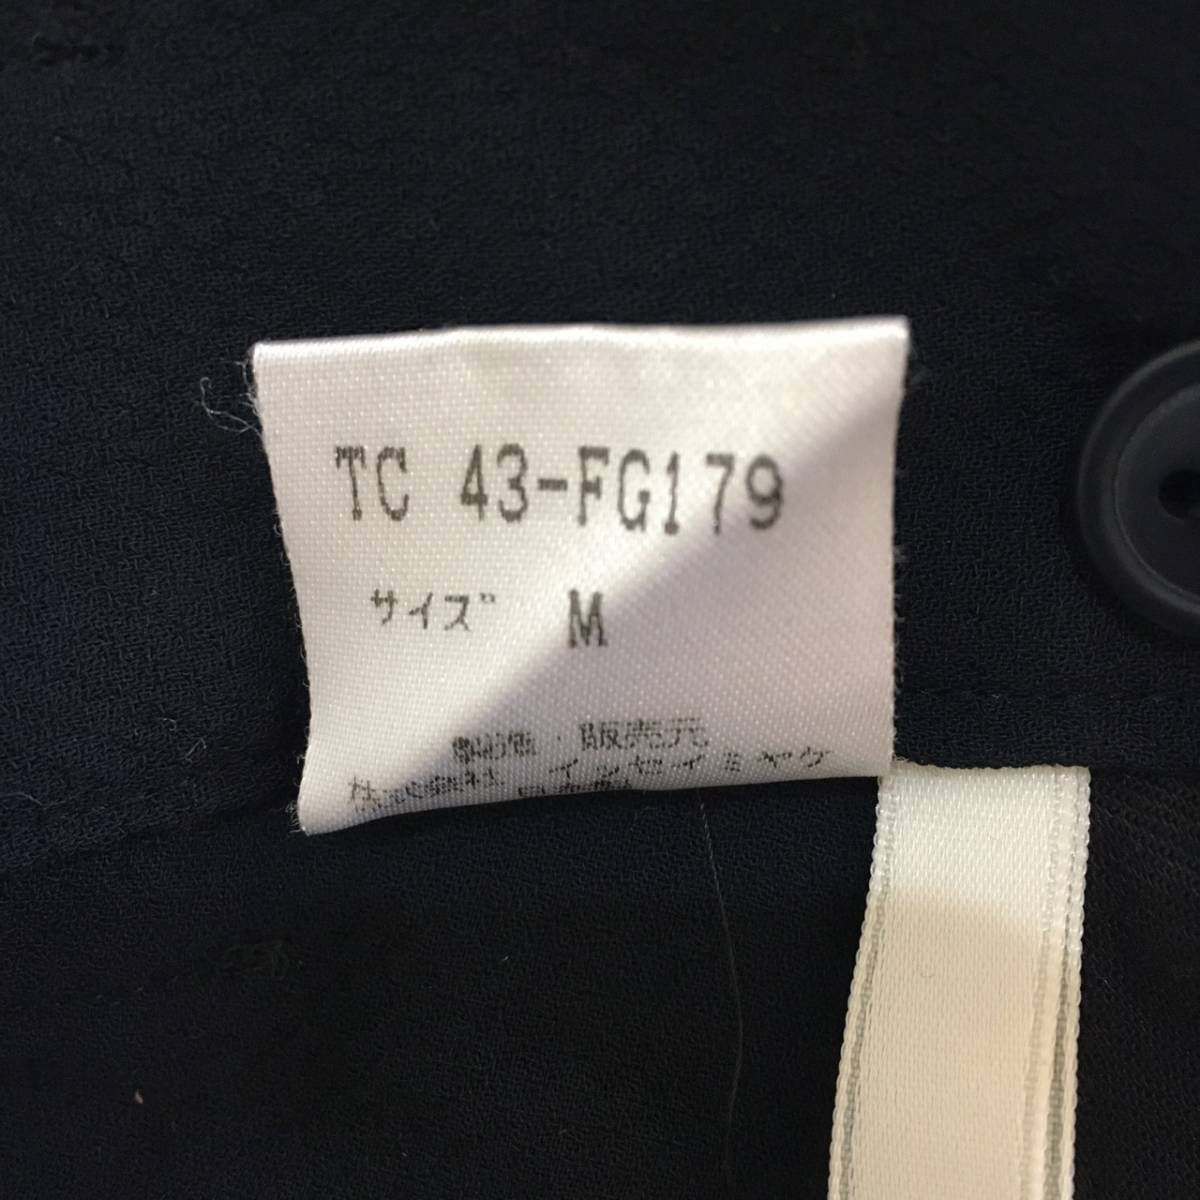 TC 43-FG179
サイズ M
製造・販売元
株式会社 イッセイミヤケ